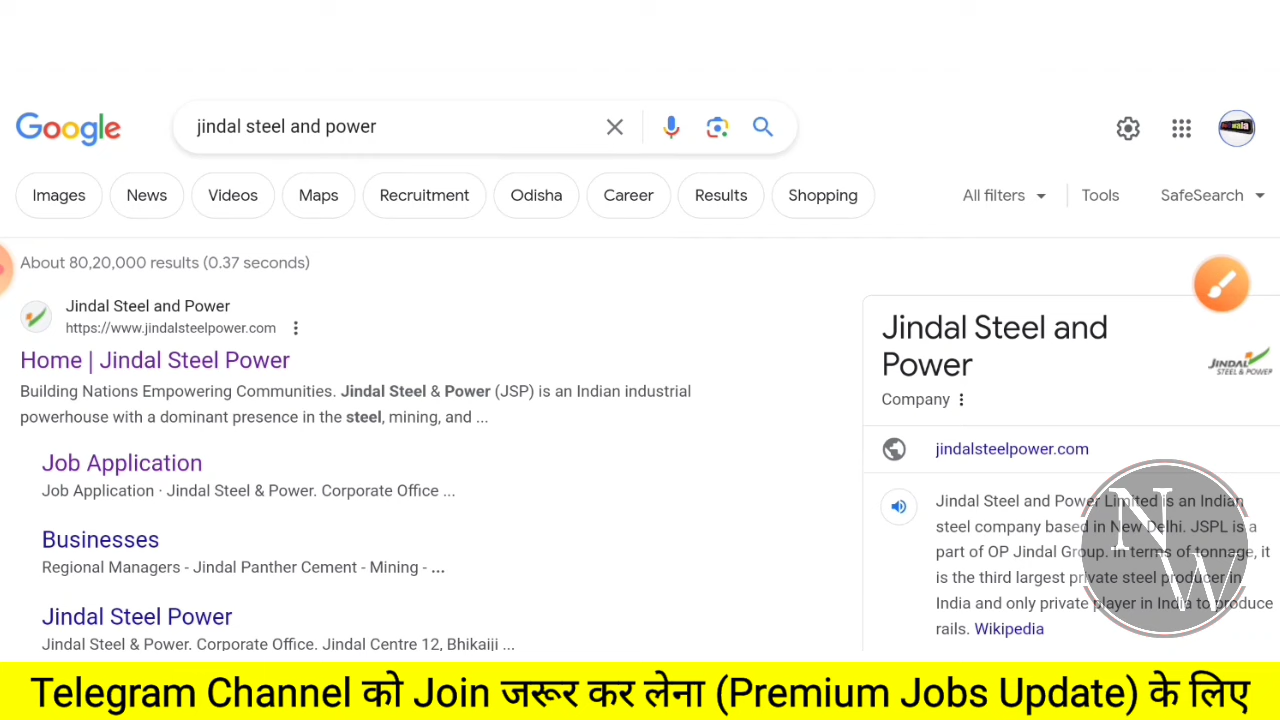 Google
jindal steel and power
wala
Images News Videos Maps Recruitment Odisha Career Results Shopping All filters Tools SafeSearch
About 80,20,000 results (0.37 seconds)
Jindal Steel and Power
https://www.jindalsteelpower.com
Home | Jindal Steel Power
Building Nations Empowering Communities. Jindal Steel & Power (JSP) is an Indian industrial
powerhouse with a dominant presence in the steel, mining, and ...
Job Application
Job Application · Jindal Steel & Power. Corporate Office ...
Businesses
Regional Managers - Jindal Panther Cement - Mining - ...
Jindal Steel Power
Jindal Steel & Power. Corporate Office. Jindal Centre 12, Bhikaiji ...
Jindal Steel and
Power
JINDAL
STEEL & POWER
Company
jindalsteelpower.com
Jindal Steel and Power Limited is an Indian
steel company based in New Delhi. JSPL is a
part of OP Jindal Group. In terms of tonnage, it
is the third largest private steel producer in
India and only private player in India to produce
rails. Wikipedia
NW
Telegram Channel को Join जरूर कर लेना (Premium Jobs Update) के लिए